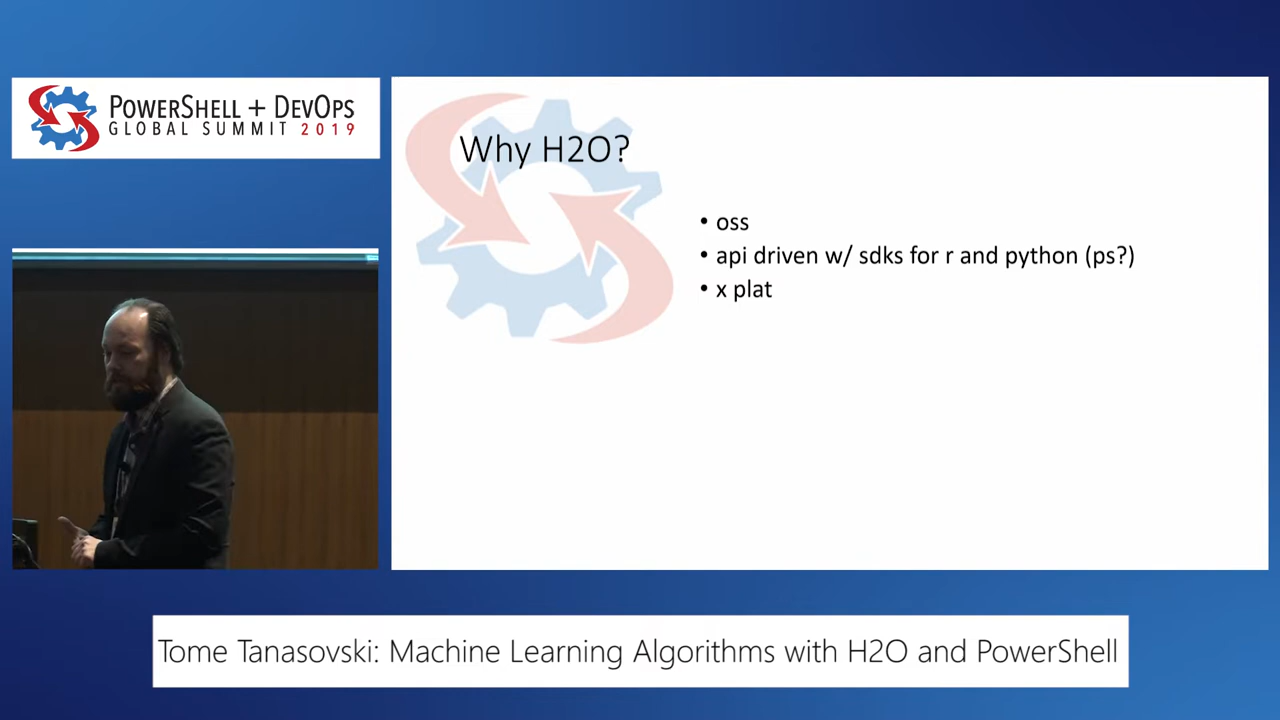 POWERSHELL + DEVOPS
GLOBAL SUMMIT 2019
Why H2O?
• oss
• api driven w/ sdks for r and python (ps?)
• x plat
Tome Tanasovski: Machine Learning Algorithms with H2O and PowerShell